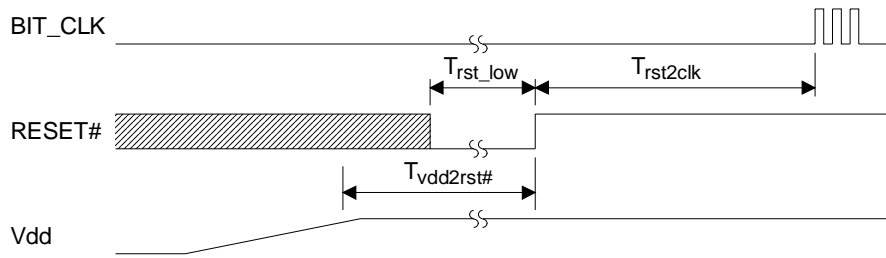 BIT_CLK
Trst_low
Trst2clk
RESET#
Tvdd2rst#
Vdd